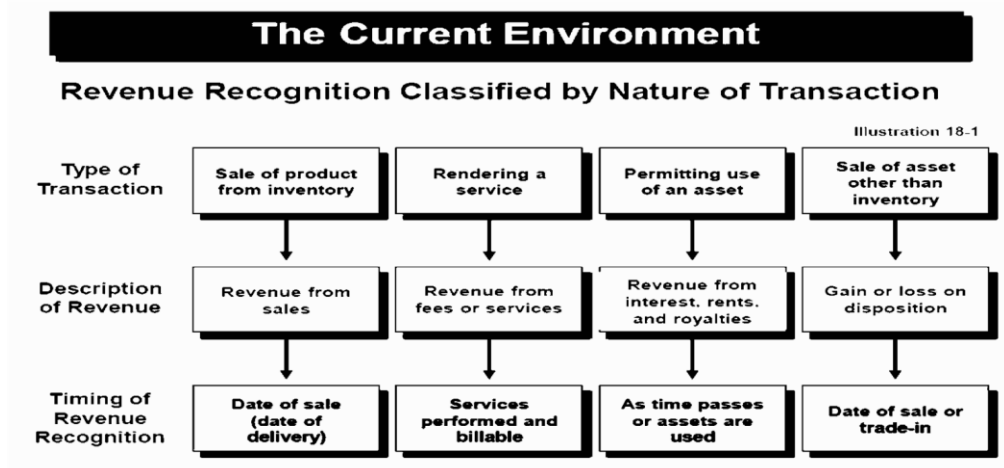 The Current Environment
Revenue Recognition Classified by Nature of Transaction
Illustration 18-1
Type of
Transaction
Sale of product
from inventory
Rendering a
service
Permitting use
of an asset
Sale of asset
other than
inventory
Description
of Revenue
Revenue from
sales
Revenue from
fees or services
Revenue from
interest, rents,
and royalties
Gain or loss on
disposition
Timing of
Revenue
Recognition
Date of sale
(date of
delivery)
Services
performed and
billable
As time passes
or assets are
used
Date of sale or
trade-in